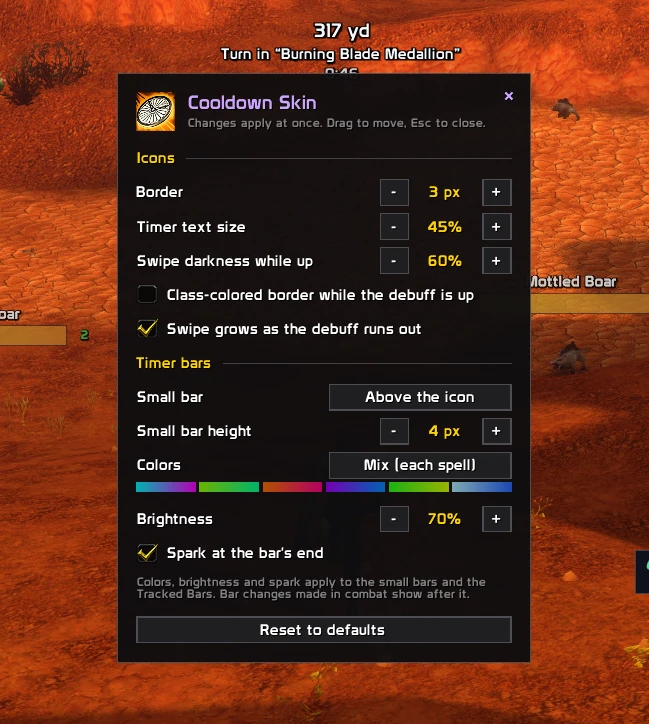 317 yd
Turn in "Burning Blade Medallion"
0:46
Cooldown Skin
×
Changes apply at once. Drag to move, Esc to close.
Icons
Border - 3 px +
Timer text size - 45% +
Swipe darkness while up - 60% +
Mottled Boar
Class-colored border while the debuff is up
oar
Swipe grows as the debuff runs out
2
Timer bars
Small bar Above the icon
Small bar height - 4 px +
Colors Mix (each spell)
Brightness - 70% +
Spark at the bar's end
Colors, brightness and spark apply to the small bars and the
Tracked Bars. Bar changes made in combat show after it.
Reset to defaults